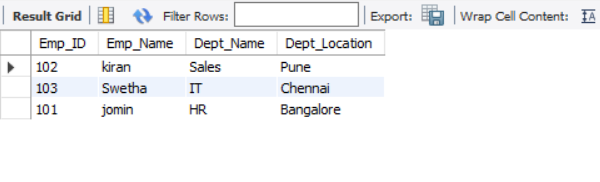 Result Grid Filter Rows: Export: Wrap Cell Content: IA
Emp_ID Emp_Name Dept_Name Dept_Location
102 kiran Sales Pune
103 Swetha IT Chennai
101 jomin HR Bangalore